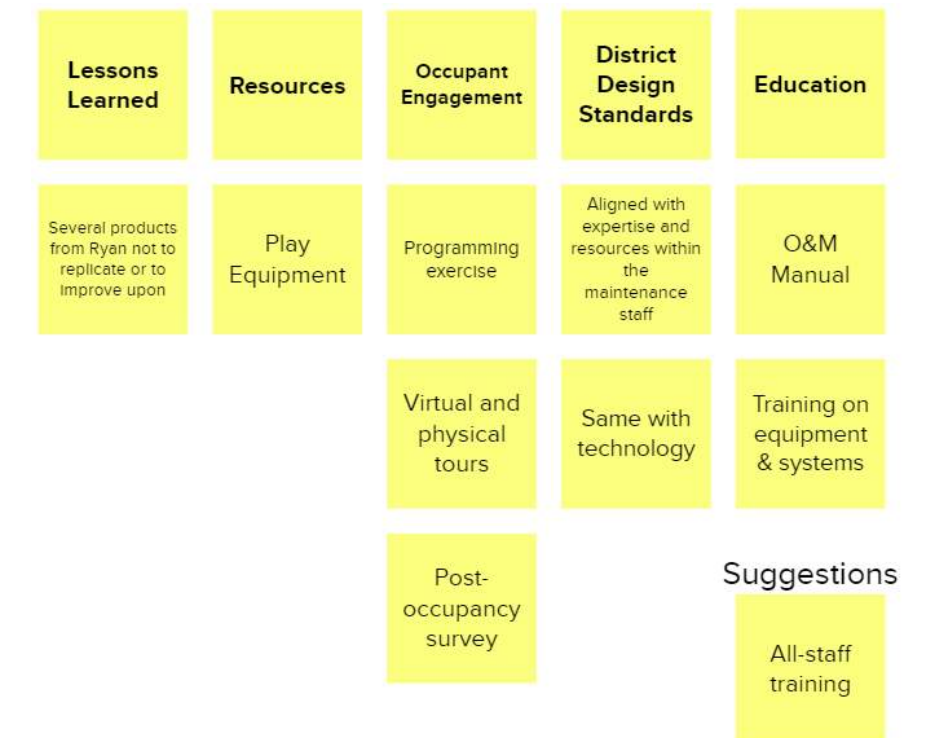 Lessons
Learned
Resources
Occupant
Engagement
District
Design
Standards
Education
Several products
from Ryan not to
replicate or to
improve upon
Play
Equipment
Programming
exercise
Aligned with
expertise and
resources within
the
maintenance
staff
O&M
Manual
Virtual and
physical
tours
Same with
technology
Training on
equipment
& systems
Post-
occupancy
survey
Suggestions
All-staff
training